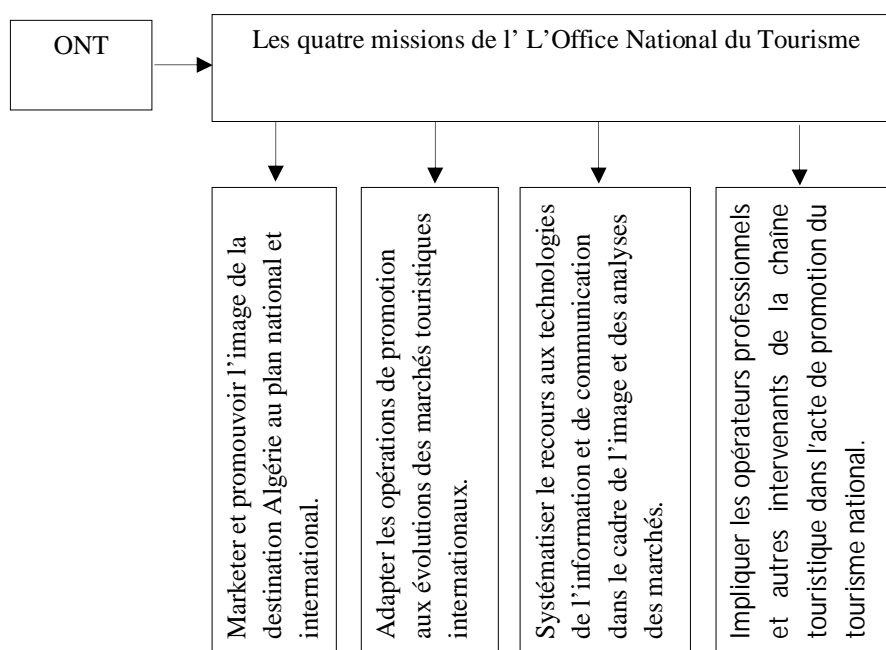 ONT
Les quatre missions de l' L'Office National du Tourisme
Marketer et promouvoir l'image de la
destination Algérie au plan national et
international.
Adapter les opérations de promotion
aux évolutions des marchés touristiques
internationaux.
Systématiser le recours aux technologies
de l'information et de communication
dans le cadre de l'image et des analyses
des marchés.
Impliquer les opérateurs professionnels
et autres intervenants de la chaîne
touristique dans l'acte de promotion du
tourisme national.